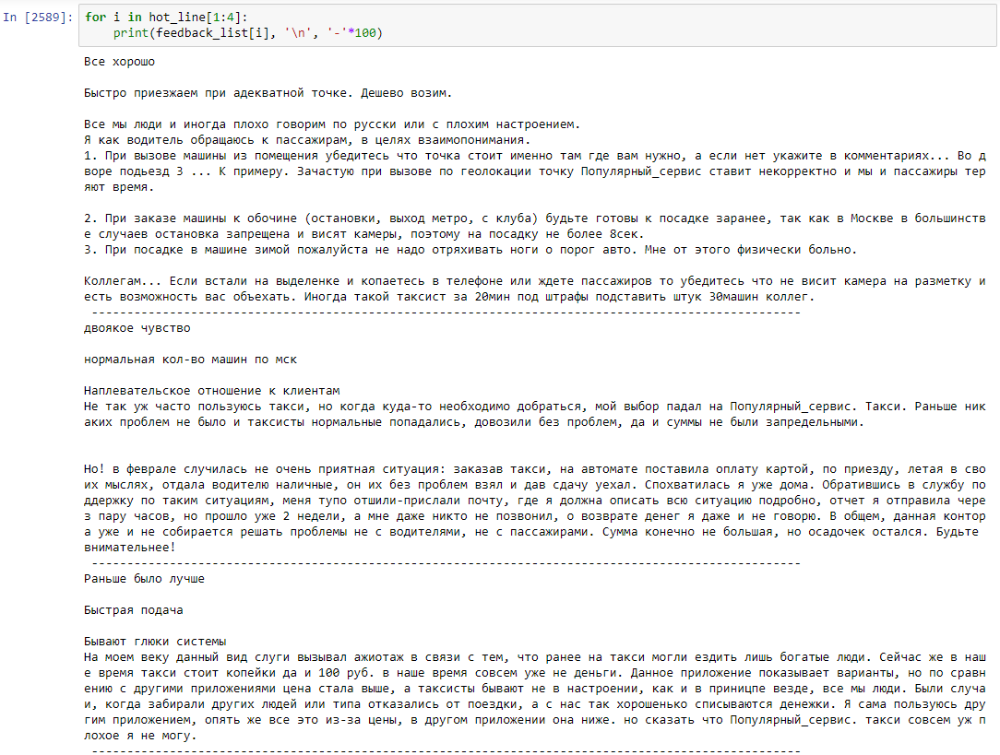 In [2589]: for i in hot_line[1:4]:
print(feedback_list[i], '\n', '-'*100)
Все хорошо
Быстро приезжаем при адекватной точке. Дешево возим.
Все мы люди и иногда плохо говорим по русски или с плохим настроением.
Я как водитель обращаюсь к пассажирам, в целях взаимопонимания.
1. При вызове машины из помещения убедитесь что точка стоит именно там где вам нужно, а если нет укажите в комментариях... Во д
воре подьезд 3 ... К примеру. Зачастую при вызове по геолокации точку Популярный_сервис ставит некорректно и мы и пассажиры тер
яют время.
2. При заказе машины к обочине (остановки, выход метро, с клуба) будьте готовы к посадке заранее, так как в Москве в большинств
е случаев остановка запрещена и висят камеры, поэтому на посадку не более 8сек.
3. При посадке в машине зимой пожалуйста не надо отряхивать ноги о порог авто. Мне от этого физически больно.
Коллегам... Если встали на выделенке и копаетесь в телефоне или ждете пассажиров то убедитесь что не висит камера на разметку и
есть возможность вас объехать. Иногда такой таксист за 20мин под штрафы подставить штук 30машин коллег.
----------------------------------------------------------------------------------------------------
двоякое чувство
нормальная кол-во машин по мск
Наплевательское отношение к клиентам
Не так уж часто пользуюсь такси, но когда куда-то необходимо добраться, мой выбор падал на Популярный_сервис. Такси. Раньше ник
аких проблем не было и таксисты нормальные попадались, довозили без проблем, да и суммы не были запредельными.
Но! в феврале случилась не очень приятная ситуация: заказав такси, на автомате поставила оплату картой, по приезду, летая в сво
их мыслях, отдала водителю наличные, он их без проблем взял и дав сдачу уехал. Спохватилась я уже дома. Обратившись в службу по
ддержку по таким ситуациям, меня тупо отшили-прислали почту, где я должна описать всю ситуацию подробно, отчет я отправила чере
з пару часов, но прошло уже 2 недели, а мне даже никто не позвонил, о возврате денег я даже и не говорю. В общем, данная контор
а уже и не собирается решать проблемы не с водителями, не с пассажирами. Сумма конечно не большая, но осадочек остался. Будьте
внимательнее!
----------------------------------------------------------------------------------------------------
Раньше было лучше
Быстрая подача
Бывают глюки системы
На моем веку данный вид слуги вызывал ажиотаж в связи с тем, что ранее на такси могли ездить лишь богатые люди. Сейчас же в наш
е время такси стоит копейки да и 100 руб. в наше время совсем уже не деньги. Данное приложение показывает варианты, но по сравн
ению с другими приложениями цена стала выше, а таксисты бывают не в настроении, как и в приницпе везде, все мы люди. Были случа
и, когда забирали других людей или типа отказались от поездки, а с нас так хорошенько списываются денежки. Я сама пользуюсь дру
гим приложением, опять же все это из-за цены, в другом приложении она ниже. но сказать что Популярный_сервис. такси совсем уж п
лохое я не могу.
----------------------------------------------------------------------------------------------------